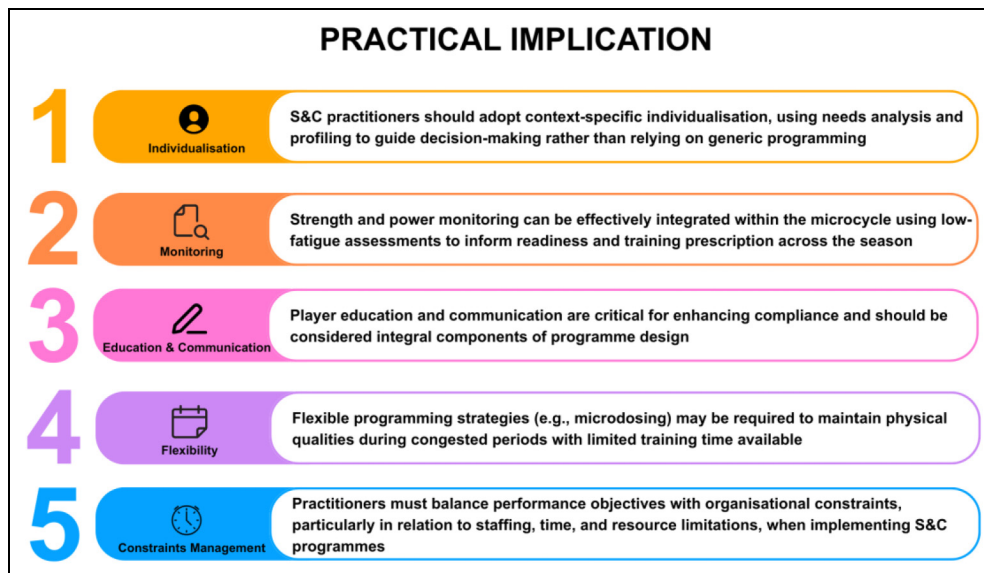 PRACTICAL IMPLICATION
1
Individualisation
S&C practitioners should adopt context-specific individualisation, using needs analysis and
profiling to guide decision-making rather than relying on generic programming
2
Monitoring
Strength and power monitoring can be effectively integrated within the microcycle using low-
fatigue assessments to inform readiness and training prescription across the season
3
Education & Communication
Player education and communication are critical for enhancing compliance and should be
considered integral components of programme design
4
Flexibility
Flexible programming strategies (e.g., microdosing) may be required to maintain physical
qualities during congested periods with limited training time available
5
Constraints Management
Practitioners must balance performance objectives with organisational constraints,
particularly in relation to staffing, time, and resource limitations, when implementing S&C
programmes